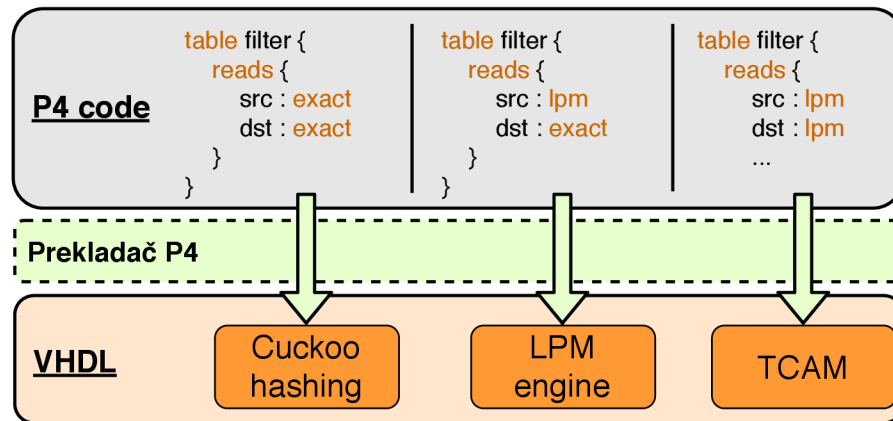 P4 code
table filter {
reads {
src : exact
dst : exact
}
}
table filter {
reads {
src : lpm
dst : exact
}
}
table filter {
reads {
src : lpm
dst : lpm
...
Prekladač P4
VHDL
Cuckoo
hashing
LPM
engine
TCAM